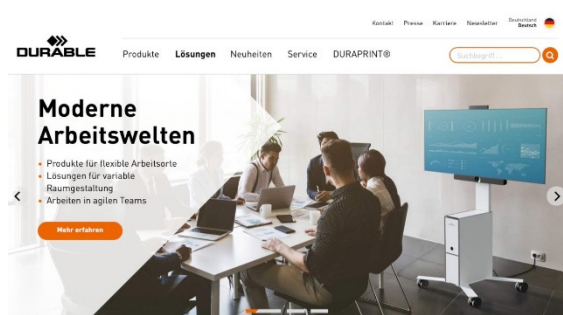 Kontakt Presse Karriere Newsletter Deutschland
Deutsch
DURABLE
Produkte Lösungen Neuheiten Service DURAPRINT®
Suchbegriff ...
Moderne
Arbeitswelten
Produkte für flexible Arbeitsorte
Lösungen für variable
Raumgestaltung
Arbeiten in agilen Teams
Mehr erfahren